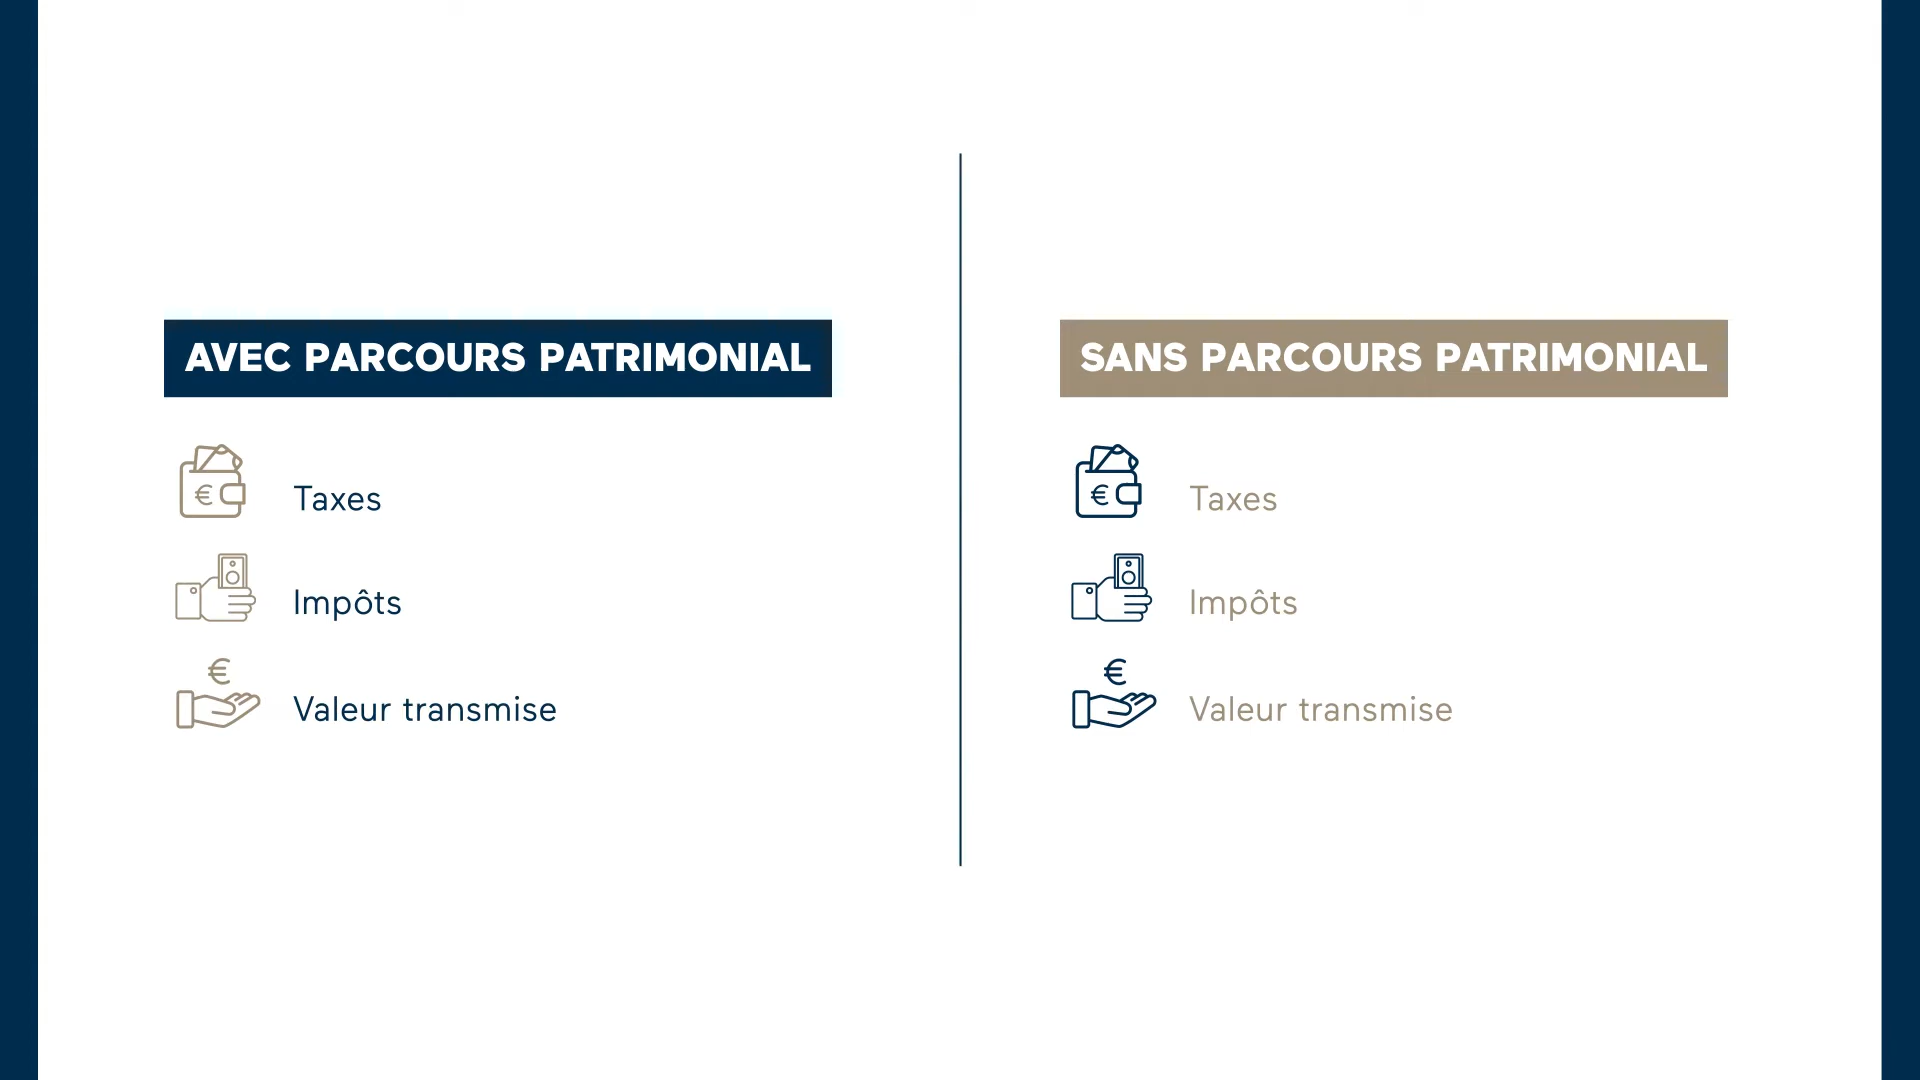 AVEC PARCOURS PATRIMONIAL
€ Taxes
Impôts
€
Valeur transmise
SANS PARCOURS PATRIMONIAL
€ Taxes
Impôts
€
Valeur transmise